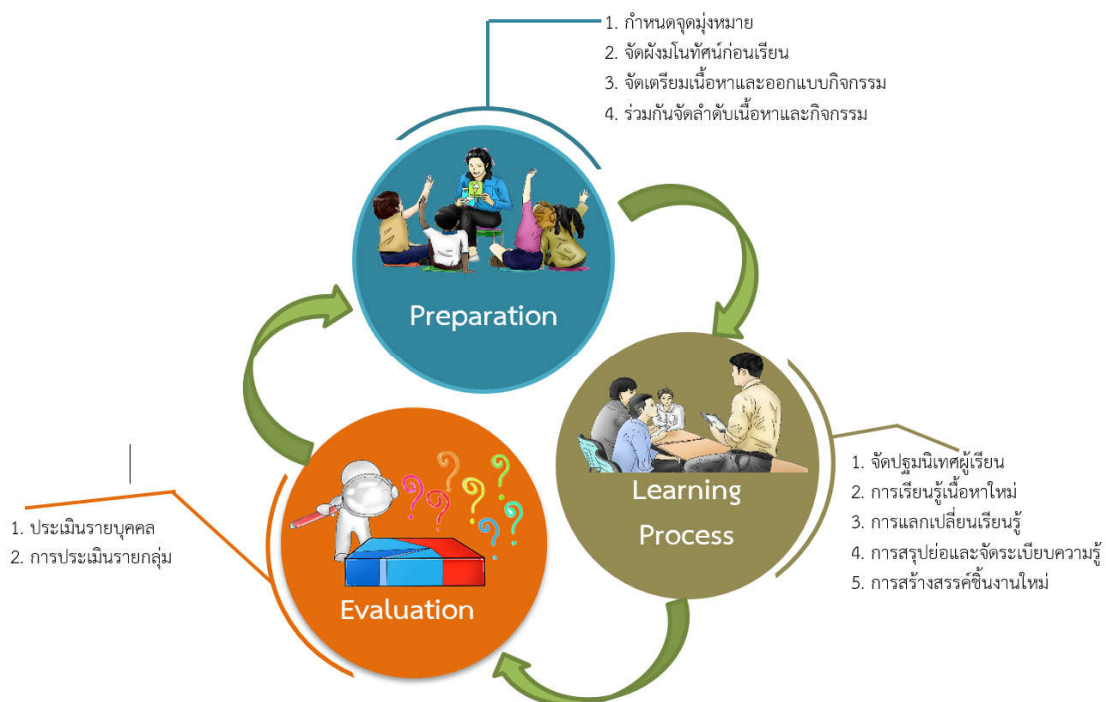 1. กำหนดจุดมุ่งหมาย
2. จัดผังมโนทัศน์ก่อนเรียน
3. จัดเตรียมเนื้อหาและออกแบบกิจกรรม
4. ร่วมกันจัดลำดับเนื้อหาและกิจกรรม
Preparation
Learning
Process
1. จัดปฐมนิเทศผู้เรียน
2. การเรียนรู้เนื้อหาใหม่
3. การแลกเปลี่ยนเรียนรู้
4. การสรุปย่อและจัดระเบียบความรู้
5. การสร้างสรรค์ชิ้นงานใหม่
1. ประเมินรายบุคคล
2. การประเมินรายกลุ่ม
Evaluation